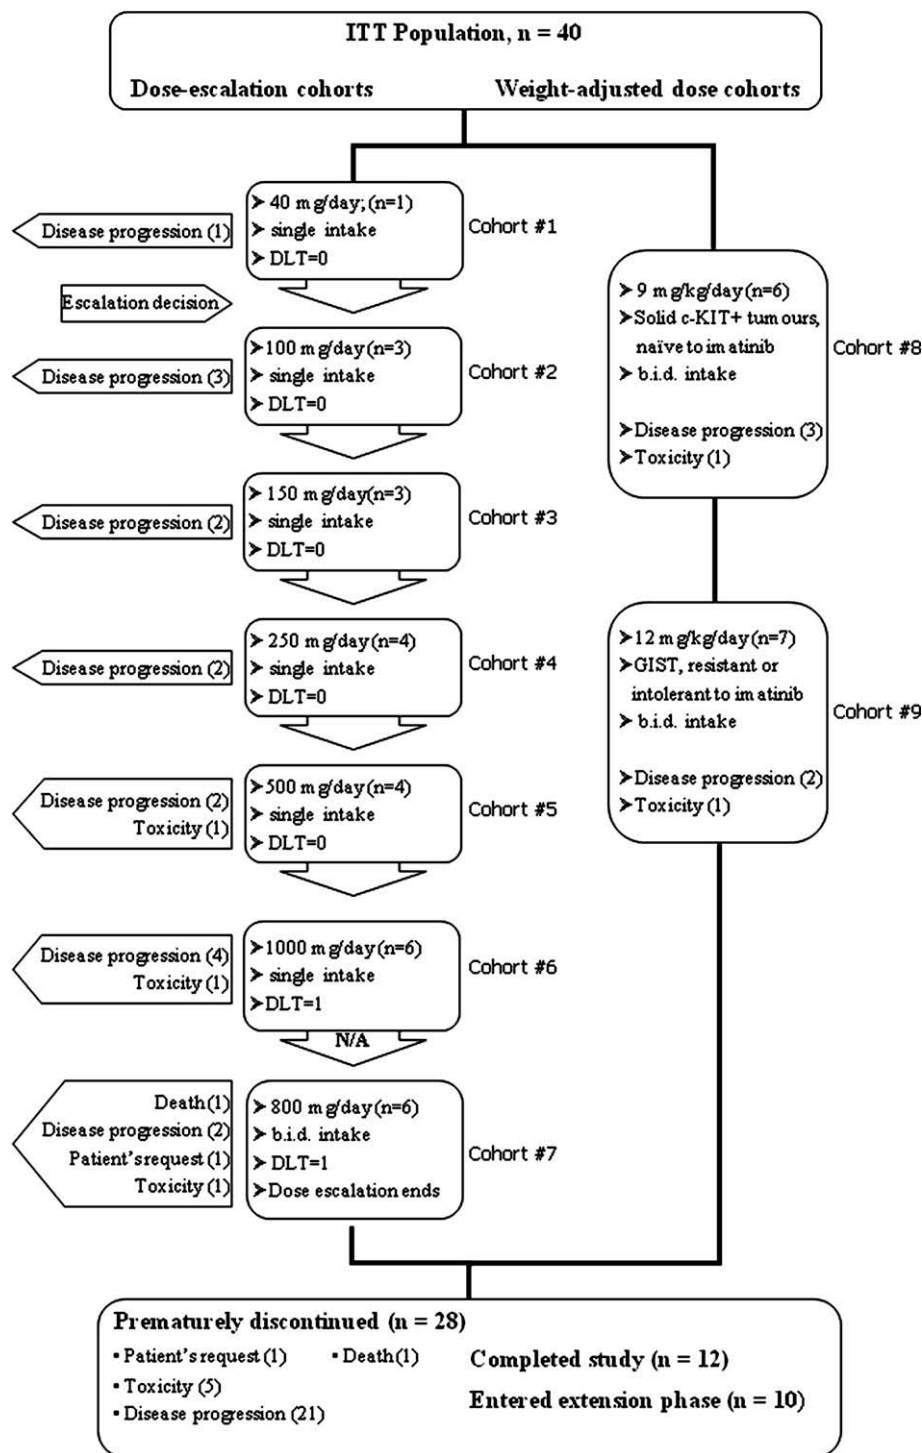 ITT Population, n = 40
Dose-escalation cohorts
Weight-adjusted dose cohorts
Disease progression (1)
➤ 40 mg/day; (n=1)
➤ single intake
➤ DLT=0
Cohort #1
Escalation decision
Disease progression (3)
➤ 100 mg/day (n=3)
➤ single intake
➤ DLT=0
Cohort #2
Disease progression (2)
➤ 150 mg/day (n=3)
➤ single intake
➤ DLT=0
Cohort #3
Disease progression (2)
➤ 250 mg/day (n=4)
➤ single intake
➤ DLT=0
Cohort #4
Disease progression (2)
Toxicity (1)
➤ 500 mg/day (n=4)
➤ single intake
➤ DLT=0
Cohort #5
Disease progression (4)
Toxicity (1)
➤ 1000 mg/day (n=6)
➤ single intake
➤ DLT=1
Cohort #6
N/A
Death (1)
Disease progression (2)
Patient's request (1)
Toxicity (1)
➤ 800 mg/day (n=6)
➤ b.i.d. intake
➤ DLT=1
➤ Dose escalation ends
Cohort #7
➤ 9 mg/kg/day (n=6)
➤ Solid c-KIT+ tumours,
naïve to imatinib
➤ b.i.d. intake
➤ Disease progression (3)
➤ Toxicity (1)
Cohort #8
➤ 12 mg/kg/day (n=7)
➤ GIST, resistant or
intolerant to imatinib
➤ b.i.d. intake
➤ Disease progression (2)
➤ Toxicity (1)
Cohort #9
Prematurely discontinued (n = 28)
▪ Patient's request (1) ▪ Death (1)
▪ Toxicity (5)
▪ Disease progression (21)
Completed study (n = 12)
Entered extension phase (n = 10)